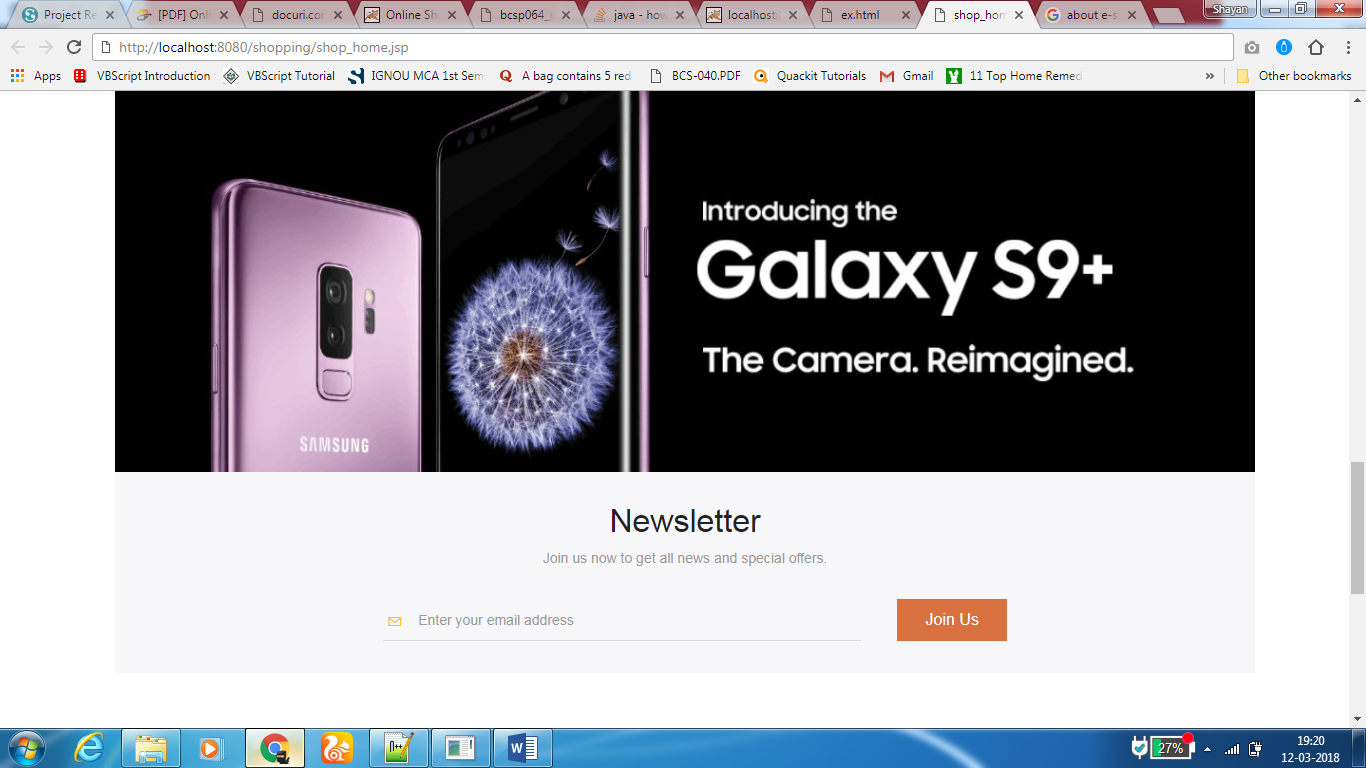 Project Re
[PDF] Onl
docuri.co
Online Sh
bcsp064_
java - how
localhost:
ex.html
shop_hom
about e-s
Shayan
http://localhost:8080/shopping/shop_home.jsp
Apps
VBScript Introduction
VBScript Tutorial
IGNOU MCA 1st Sem
A bag contains 5 red
BCS-040.PDF
Quackit Tutorials
Gmail
11 Top Home Remed
»
Other bookmarks
Introducing the
Galaxy S9+
The Camera. Reimagined.
SAMSUNG
Newsletter
Join us now to get all news and special offers.
Enter your email address
Join Us
27%
19:20
12-03-2018